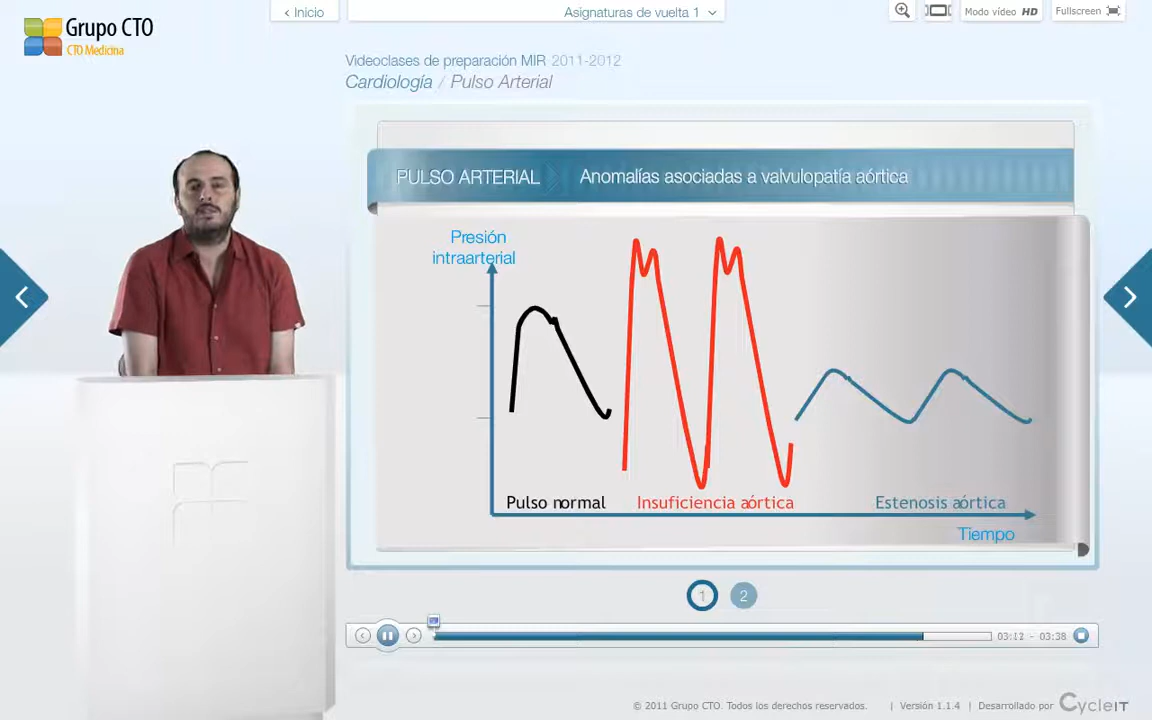 Grupo CTO
CTO Medicina
‹ Inicio
Asignaturas de vuelta 1
Modo vídeo HD
Fullscreen
Videoclases de preparación MIR 2011-2012
Cardiología / Pulso Arterial
PULSO ARTERIAL
Anomalías asociadas a valvulopatía aórtica
Presión
intraarterial
Pulso normal
Insuficiencia aórtica
Estenosis aórtica
Tiempo
1
2
03:12 - 03:38
© 2011 Grupo CTO. Todos los derechos reservados. | Versión 1.1.4 | Desarrollado por CycleIT